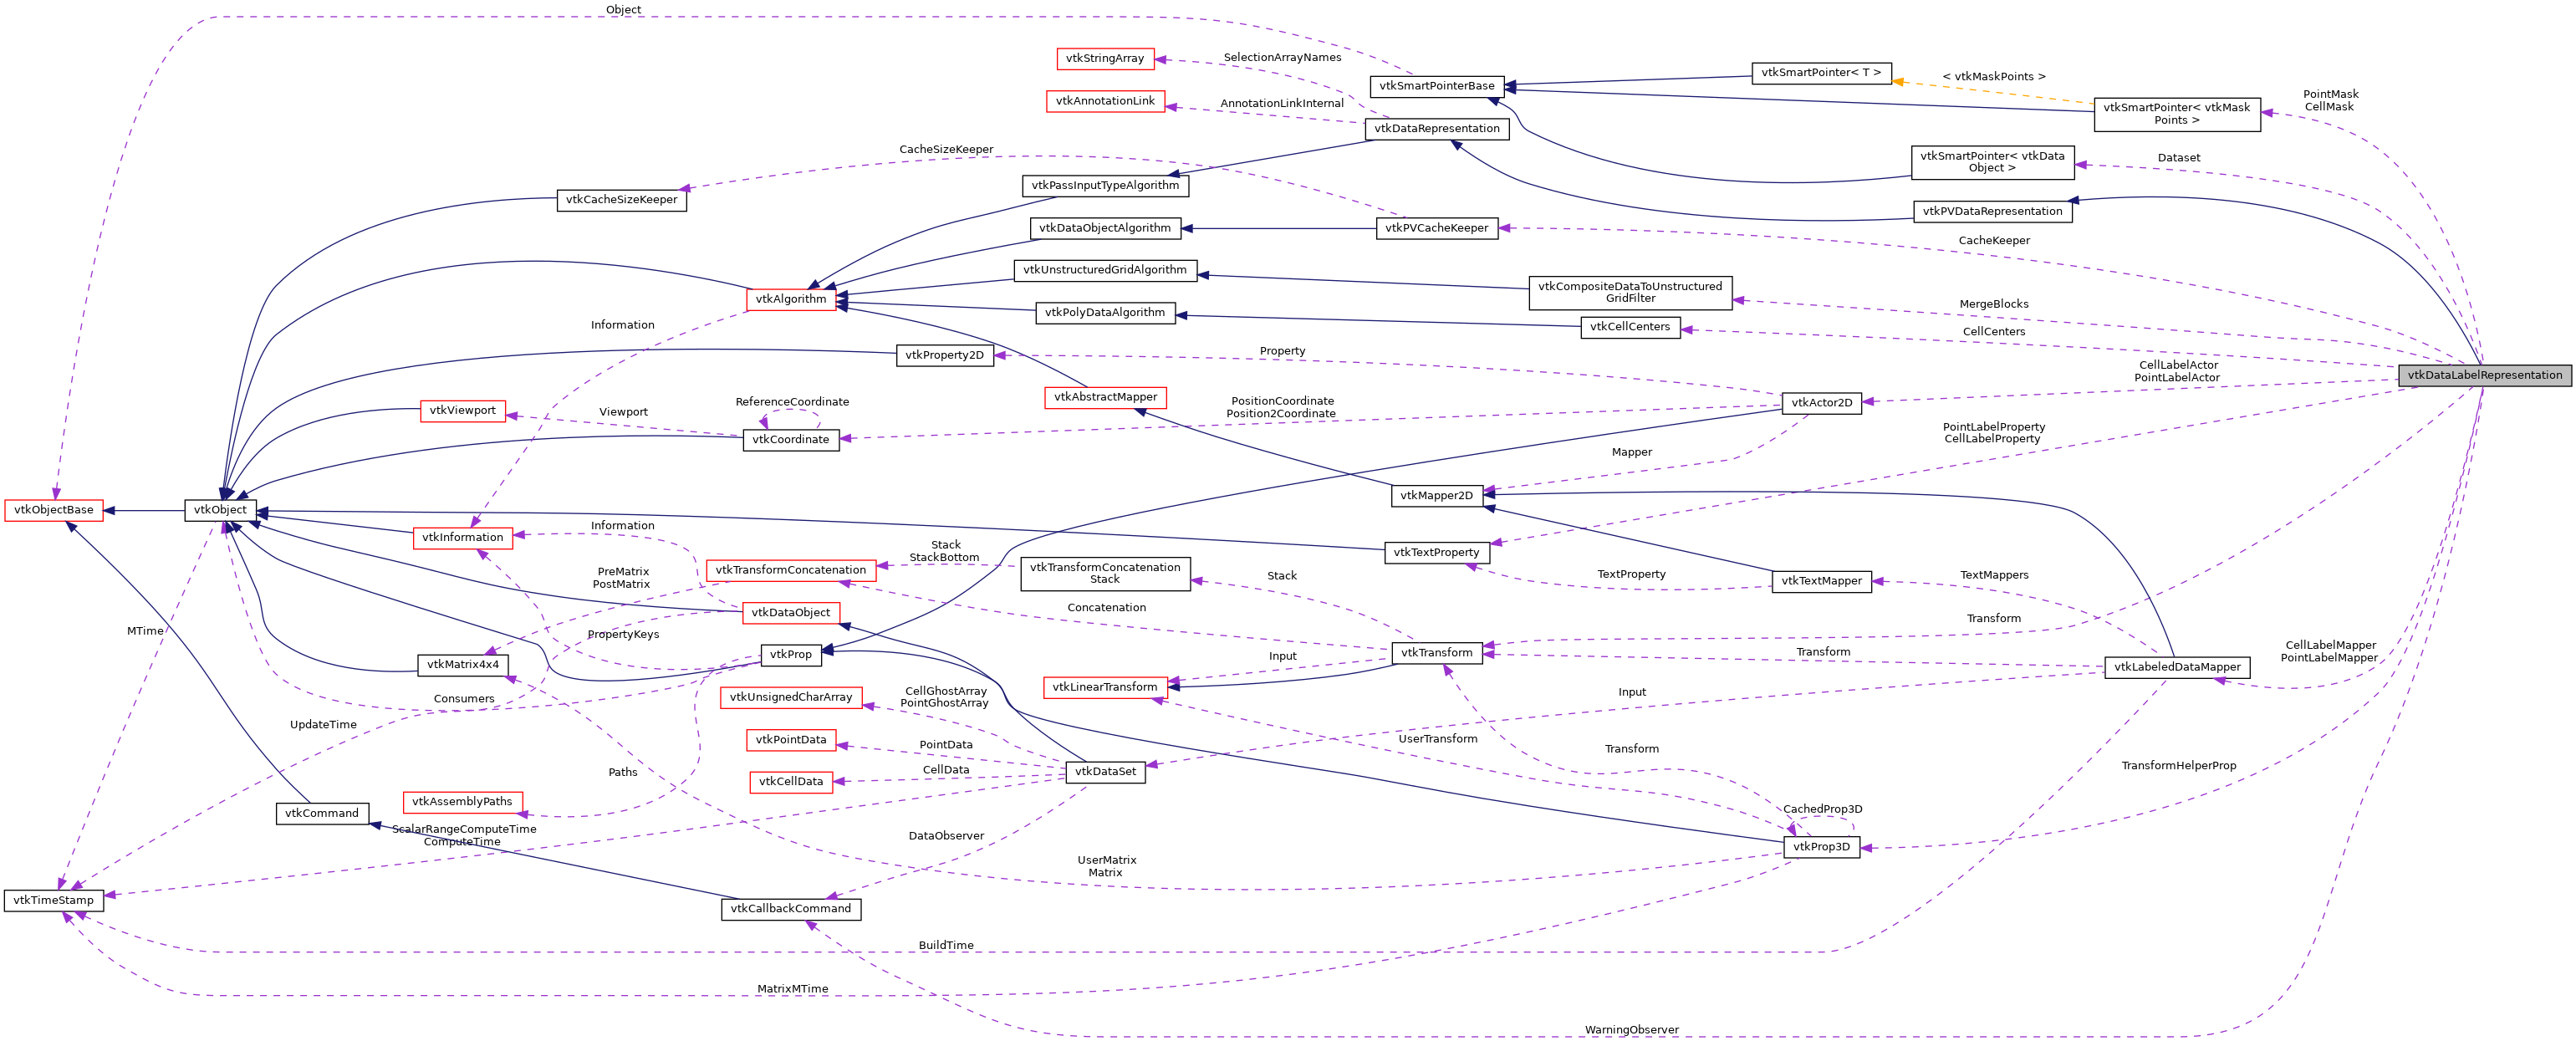 Object
vtkStringArray
SelectionArrayNames
vtkSmartPointerBase
vtkSmartPointer< T >
< vtkMaskPoints >
vtkSmartPointer< vtkMask
Points >
PointMask
CellMask
vtkAnnotationLink
AnnotationLinkInternal
vtkDataRepresentation
CacheSizeKeeper
vtkSmartPointer< vtkData
Object >
Dataset
vtkCacheSizeKeeper
vtkPassInputTypeAlgorithm
vtkPVDataRepresentation
vtkDataObjectAlgorithm
vtkPVCacheKeeper
CacheKeeper
vtkUnstructuredGridAlgorithm
vtkCompositeDataToUnstructured
GridFilter
MergeBlocks
vtkAlgorithm
vtkPolyDataAlgorithm
vtkCellCenters
CellCenters
Information
vtkProperty2D
Property
CellLabelActor
PointLabelActor
vtkDataLabelRepresentation
vtkViewport
Viewport
ReferenceCoordinate
vtkCoordinate
vtkAbstractMapper
PositionCoordinate
Position2Coordinate
vtkActor2D
PointLabelProperty
CellLabelProperty
Mapper
vtkMapper2D
vtkObjectBase
vtkObject
vtkInformation
Information
vtkTextProperty
Stack
StackBottom
vtkTransformConcatenation
vtkTransformConcatenation
Stack
Stack
TextProperty
vtkTextMapper
TextMappers
PreMatrix
PostMatrix
vtkDataObject
Concatenation
Transform
MTime
PropertyKeys
vtkProp
vtkMatrix4x4
vtkTransform
Input
Transform
vtkLabeledDataMapper
CellLabelMapper
PointLabelMapper
vtkLinearTransform
Input
Consumers
UpdateTime
vtkUnsignedCharArray
CellGhostArray
PointGhostArray
vtkPointData
PointData
UserTransform
Transform
Paths
vtkCellData
CellData
vtkDataSet
TransformHelperProp
vtkAssemblyPaths
vtkCommand
CachedProp3D
ScalarRangeComputeTime
ComputeTime
DataObserver
vtkProp3D
UserMatrix
Matrix
vtkTimeStamp
vtkCallbackCommand
BuildTime
MatrixMTime
WarningObserver